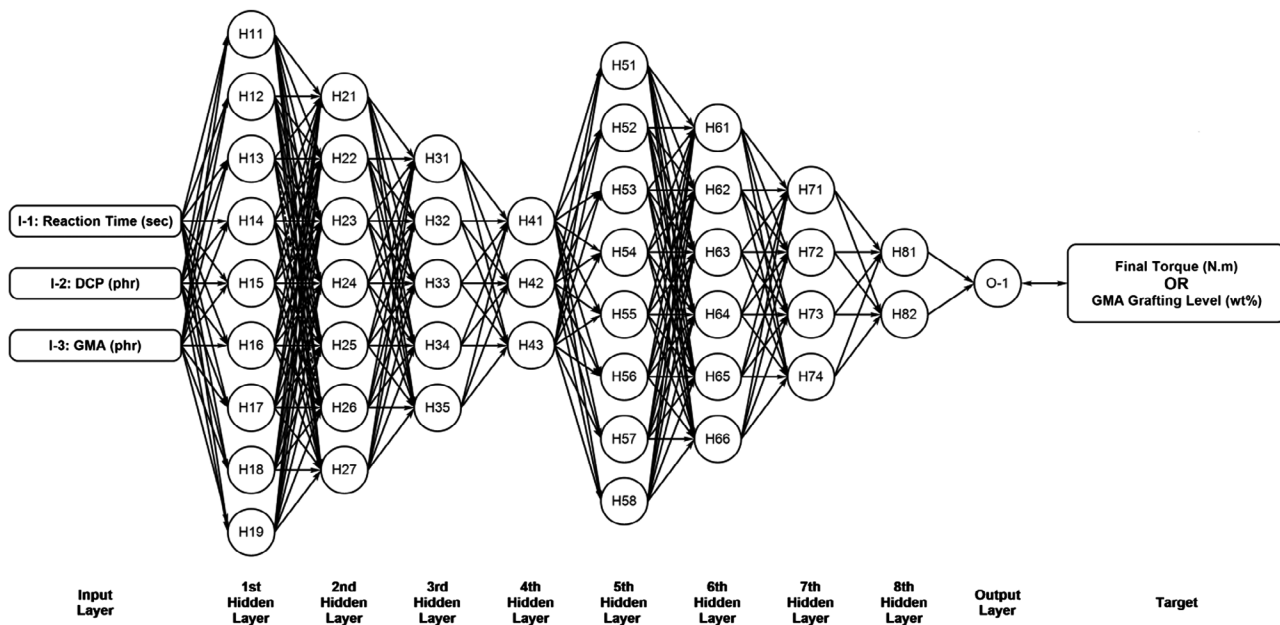 I-1: Reaction Time (sec)
I-2: DCP (phr)
I-3: GMA (phr)
H11
H12
H13
H14
H15
H16
H17
H18
H19
H21
H22
H23
H24
H25
H26
H27
H31
H32
H33
H34
H35
H41
H42
H43
H51
H52
H53
H54
H55
H56
H57
H58
H61
H62
H63
H64
H65
H66
H71
H72
H73
H74
H81
H82
O-1
Final Torque (N.m)
OR
GMA Grafting Level (wt%)
Input
Layer
1st
Hidden
Layer
2nd
Hidden
Layer
3rd
Hidden
Layer
4th
Hidden
Layer
5th
Hidden
Layer
6th
Hidden
Layer
7th
Hidden
Layer
8th
Hidden
Layer
Output
Layer
Target